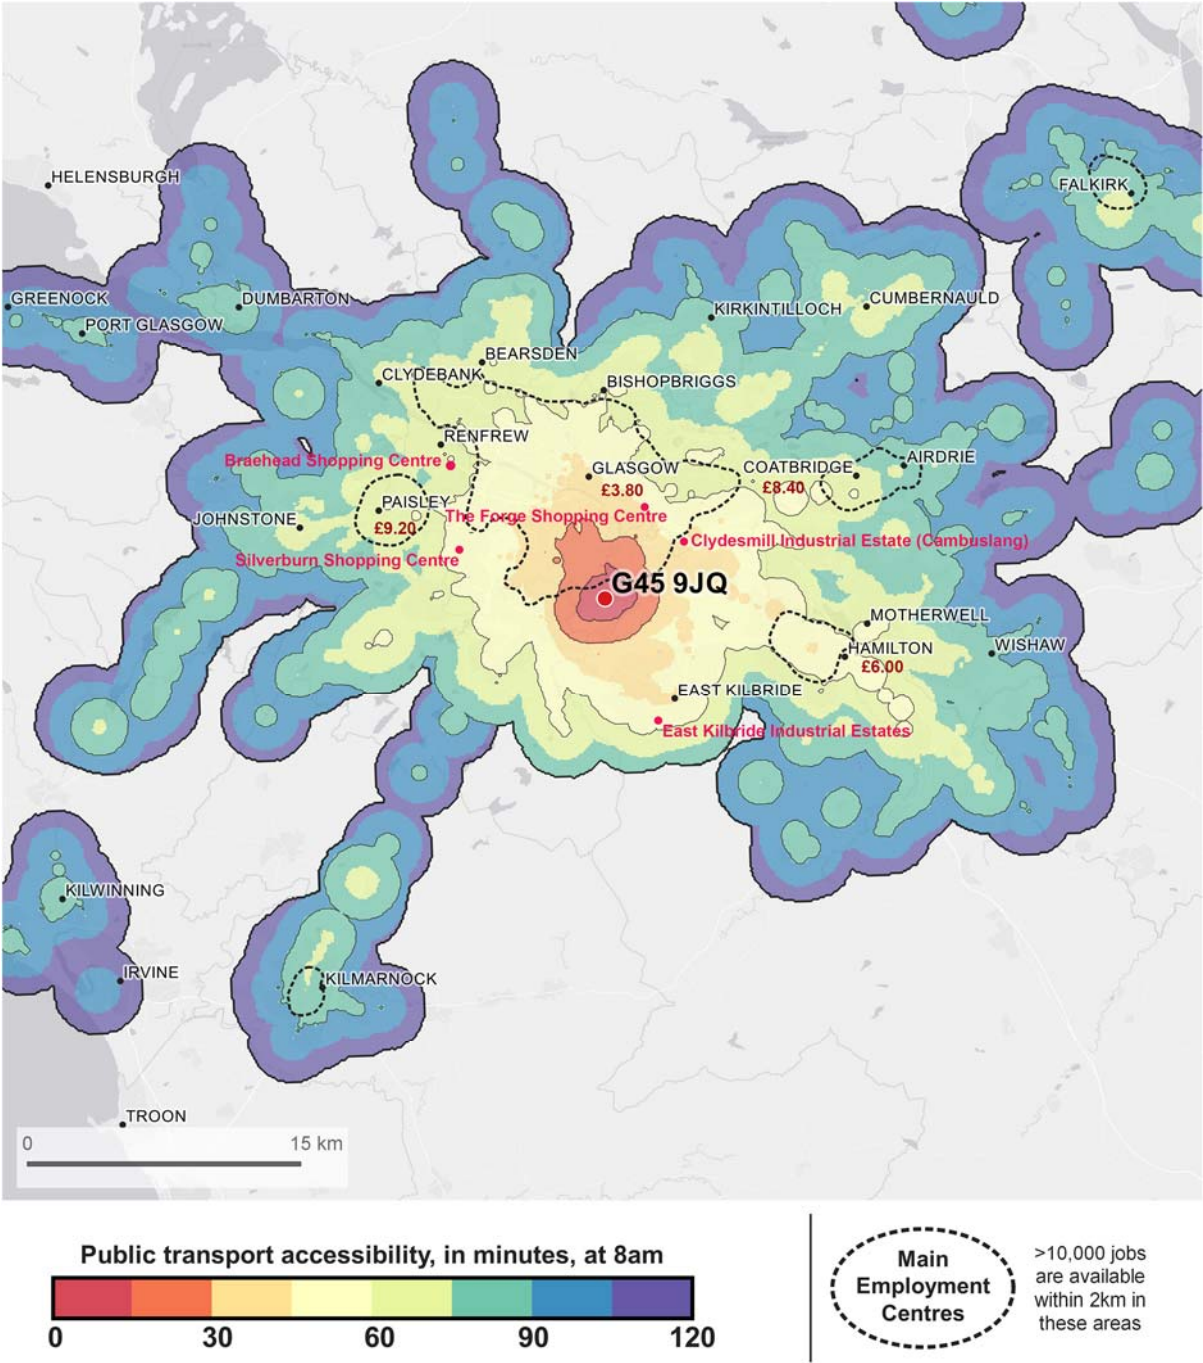 HELENSBURGH
FALKIRK
GREENOCK
DUMBARTON
CUMBERNAULD
KIRKINTILLOCH
PORT GLASGOW
BEARSDEN
CLYDEBANK
BISHOPBRIGGS
RENFREW
Braehead Shopping Centre
GLASGOW
£3.80
COATBRIDGE
£8.40
AIRDRIE
PAISLEY
£9.20
JOHNSTONE
The Forge Shopping Centre
Clydesmill Industrial Estate (Cambuslang)
Silverburn Shopping Centre
G45 9JQ
MOTHERWELL
HAMILTON
£6.00
WISHAW
EAST KILBRIDE
East Kilbride Industrial Estates
KILWINNING
IRVINE
KILMARNOCK
TROON
0 15 km
Public transport accessibility, in minutes, at 8am
0 30 60 90 120
Main
Employment
Centres
>10,000 jobs
are available
within 2km in
these areas